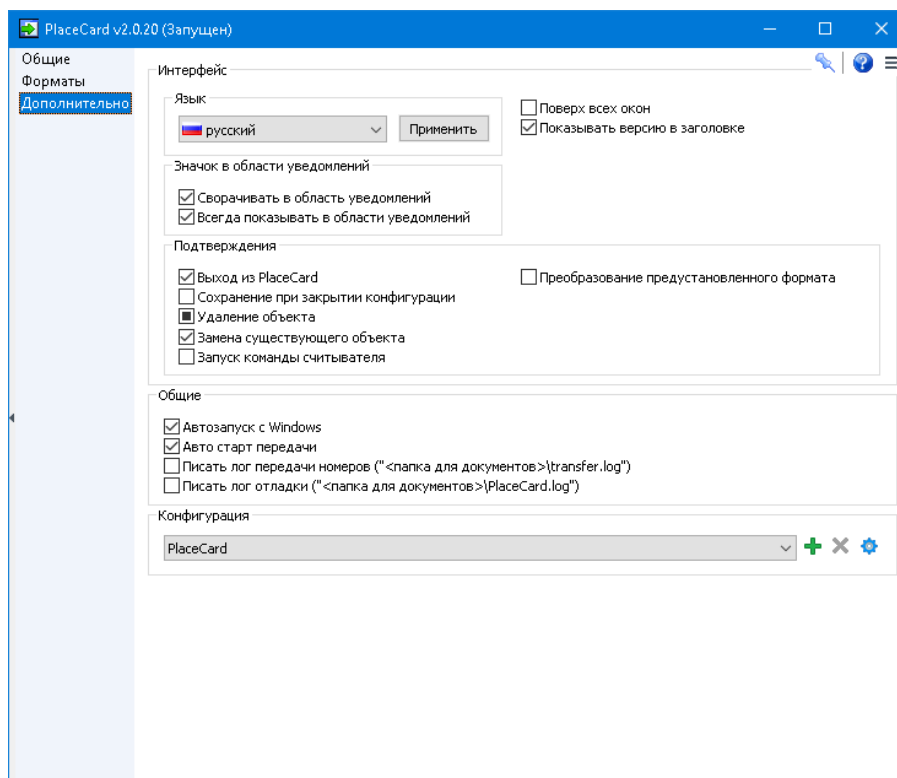 PlaceCard v2.0.20 (Запущен)
Общие
Форматы
Дополнительно
Интерфейс
Язык
русский
Применить
Поверх всех окон
Показывать версию в заголовке
Значок в области уведомлений
Сворачивать в область уведомлений
Всегда показывать в области уведомлений
Подтверждения
Выход из PlaceCard
Преобразование предустановленного формата
Сохранение при закрытии конфигурации
Удаление объекта
Замена существующего объекта
Запуск команды считывателя
Общие
Автозапуск с Windows
Авто старт передачи
Писать лог передачи номеров ("<папка для документов>\transfer.log")
Писать лог отладки ("<папка для документов>\PlaceCard.log")
Конфигурация
PlaceCard